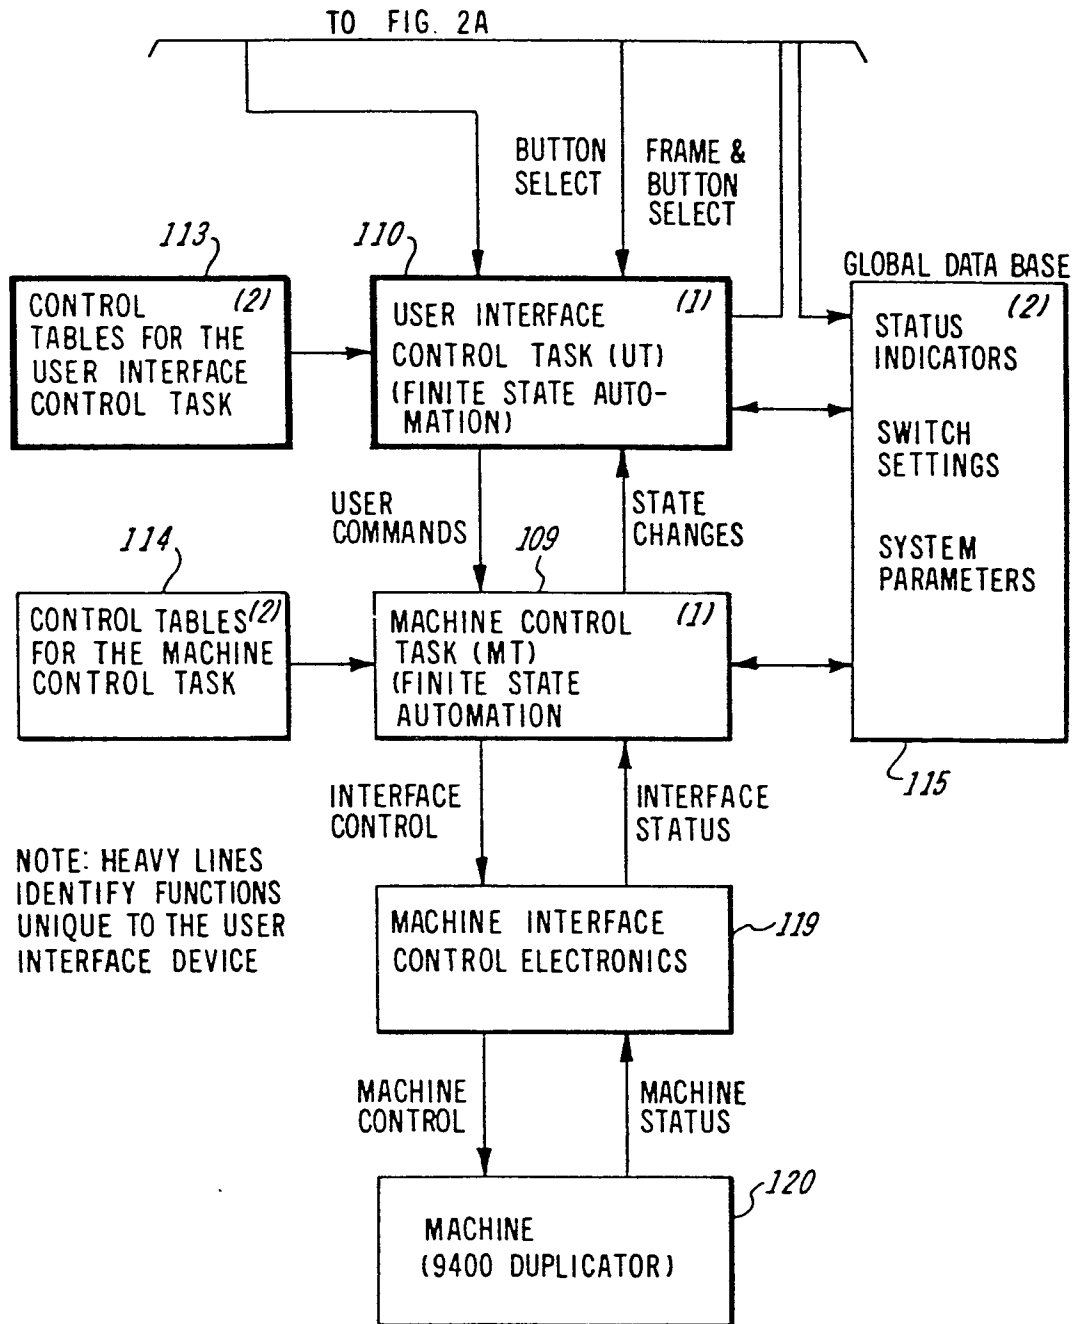 TO FIG. 2A
BUTTON
SELECT
FRAME &
BUTTON
SELECT
113
110
GLOBAL DATA BASE
CONTROL (2)
TABLES FOR THE
USER INTERFACE
CONTROL TASK
USER INTERFACE (1)
CONTROL TASK (UT)
(FINITE STATE AUTO-
MATION)
(2)
STATUS
INDICATORS
SWITCH
SETTINGS
SYSTEM
PARAMETERS
USER
COMMANDS
STATE
CHANGES
114
109
CONTROL TABLES (2)
FOR THE MACHINE
CONTROL TASK
MACHINE CONTROL (1)
TASK (MT)
(FINITE STATE
AUTOMATION
115
INTERFACE
CONTROL
INTERFACE
STATUS
NOTE: HEAVY LINES
IDENTIFY FUNCTIONS
UNIQUE TO THE USER
INTERFACE DEVICE
MACHINE INTERFACE
CONTROL ELECTRONICS
119
MACHINE
CONTROL
MACHINE
STATUS
120
MACHINE
(9400 DUPLICATOR)